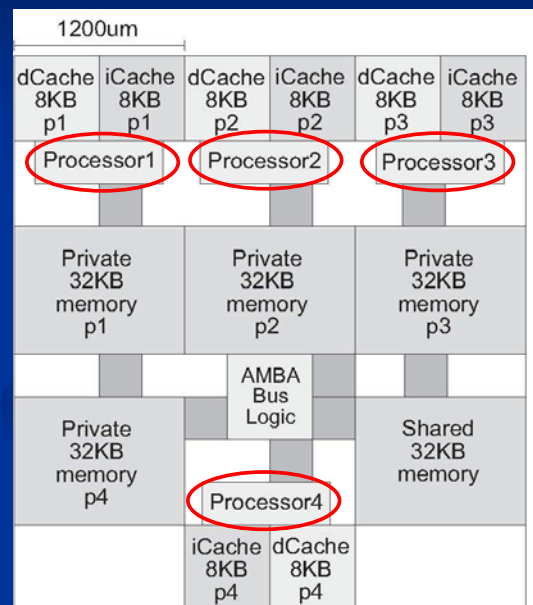 1200um
dCache
8KB
p1
iCache
8KB
p1
dCache
8KB
p2
iCache
8KB
p2
dCache
8KB
p3
iCache
8KB
p3
Processor1
Processor2
Processor3
Private
32KB
memory
p1
Private
32KB
memory
p2
Private
32KB
memory
p3
AMBA
Bus
Logic
Private
32KB
memory
p4
Shared
32KB
memory
Processor4
iCache
8KB
p4
dCache
8KB
p4